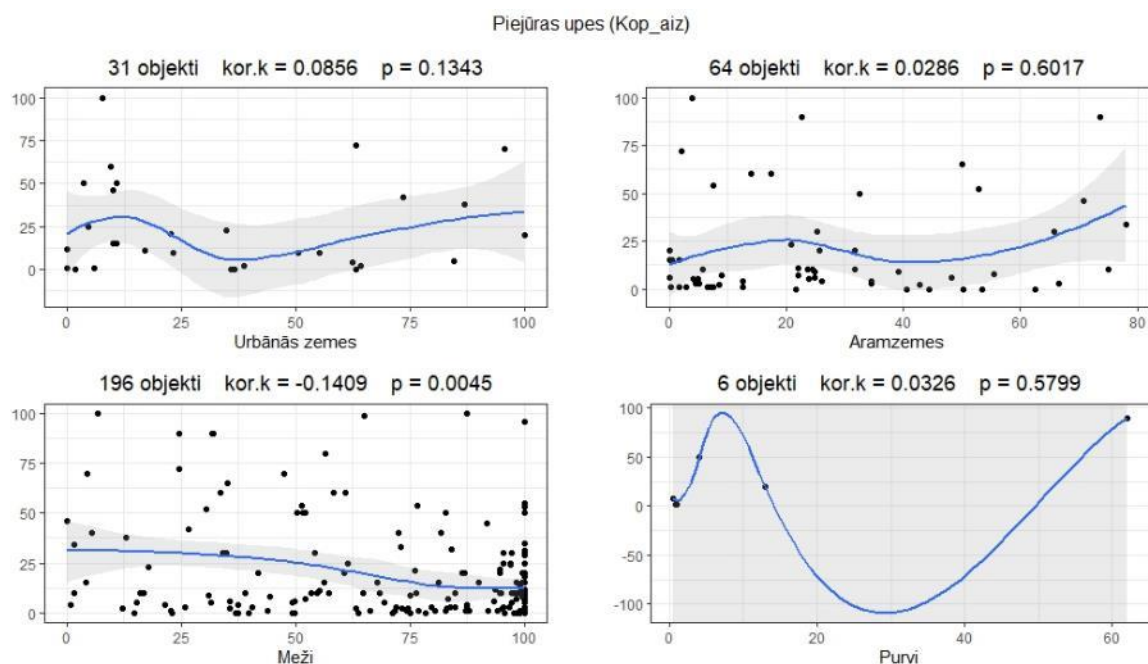 Piejūras upes (Kop_aiz)
31 objekti kor.k = 0.0856 p = 0.1343
100
75
50
25
0
0 25 50 75 100
Urbānās zemes
64 objekti kor.k = 0.0286 p = 0.6017
100
75
50
25
0
0 20 40 60 80
Aramzemes
196 objekti kor.k = -0.1409 p = 0.0045
100
75
50
25
0
0 25 50 75 100
Meži
6 objekti kor.k = 0.0326 p = 0.5799
100
50
0
-50
-100
0 20 40 60
Purvi